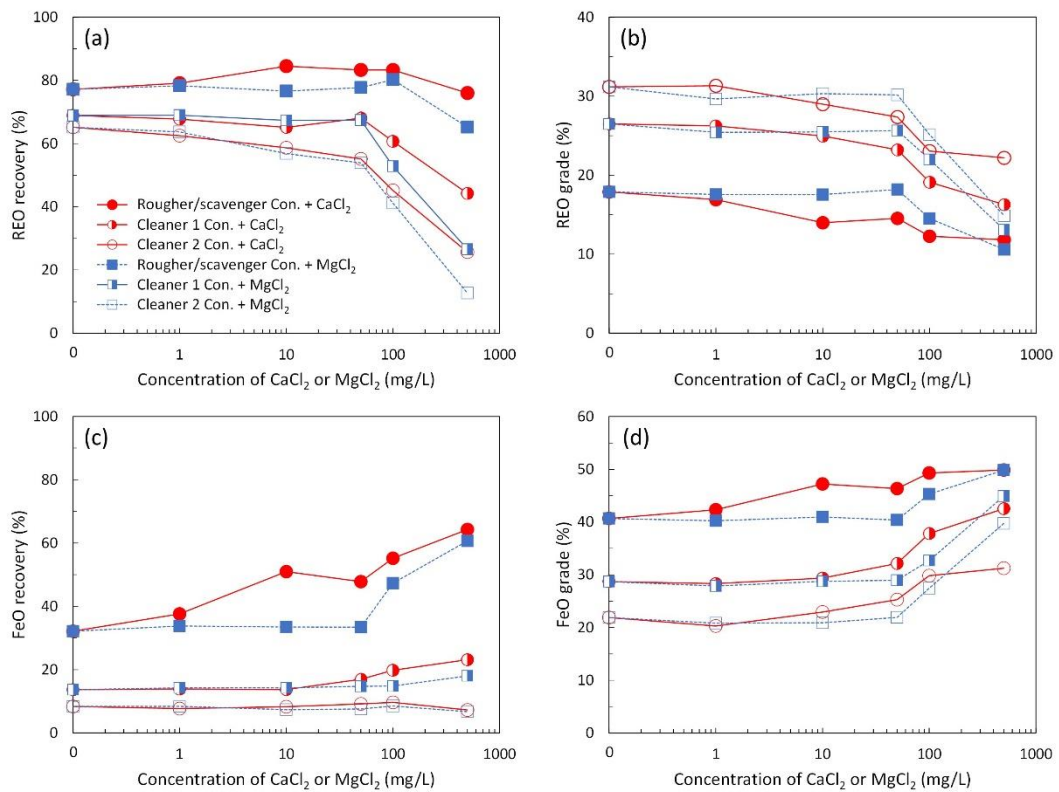 (a)
REO recovery (%)
100
80
60
40
20
0
Rougher/scavenger Con. + CaCl₂
Cleaner 1 Con. + CaCl₂
Cleaner 2 Con. + CaCl₂
Rougher/scavenger Con. + MgCl₂
Cleaner 1 Con. + MgCl₂
Cleaner 2 Con. + MgCl₂
0 1 10 100 1000
Concentration of CaCl₂ or MgCl₂ (mg/L)
(b)
REO grade (%)
40
30
20
10
0
0 1 10 100 1000
Concentration of CaCl₂ or MgCl₂ (mg/L)
(c)
FeO recovery (%)
100
80
60
40
20
0
0 1 10 100 1000
Concentration of CaCl₂ or MgCl₂ (mg/L)
(d)
FeO grade (%)
60
50
40
30
20
10
0
0 1 10 100 1000
Concentration of CaCl₂ or MgCl₂ (mg/L)